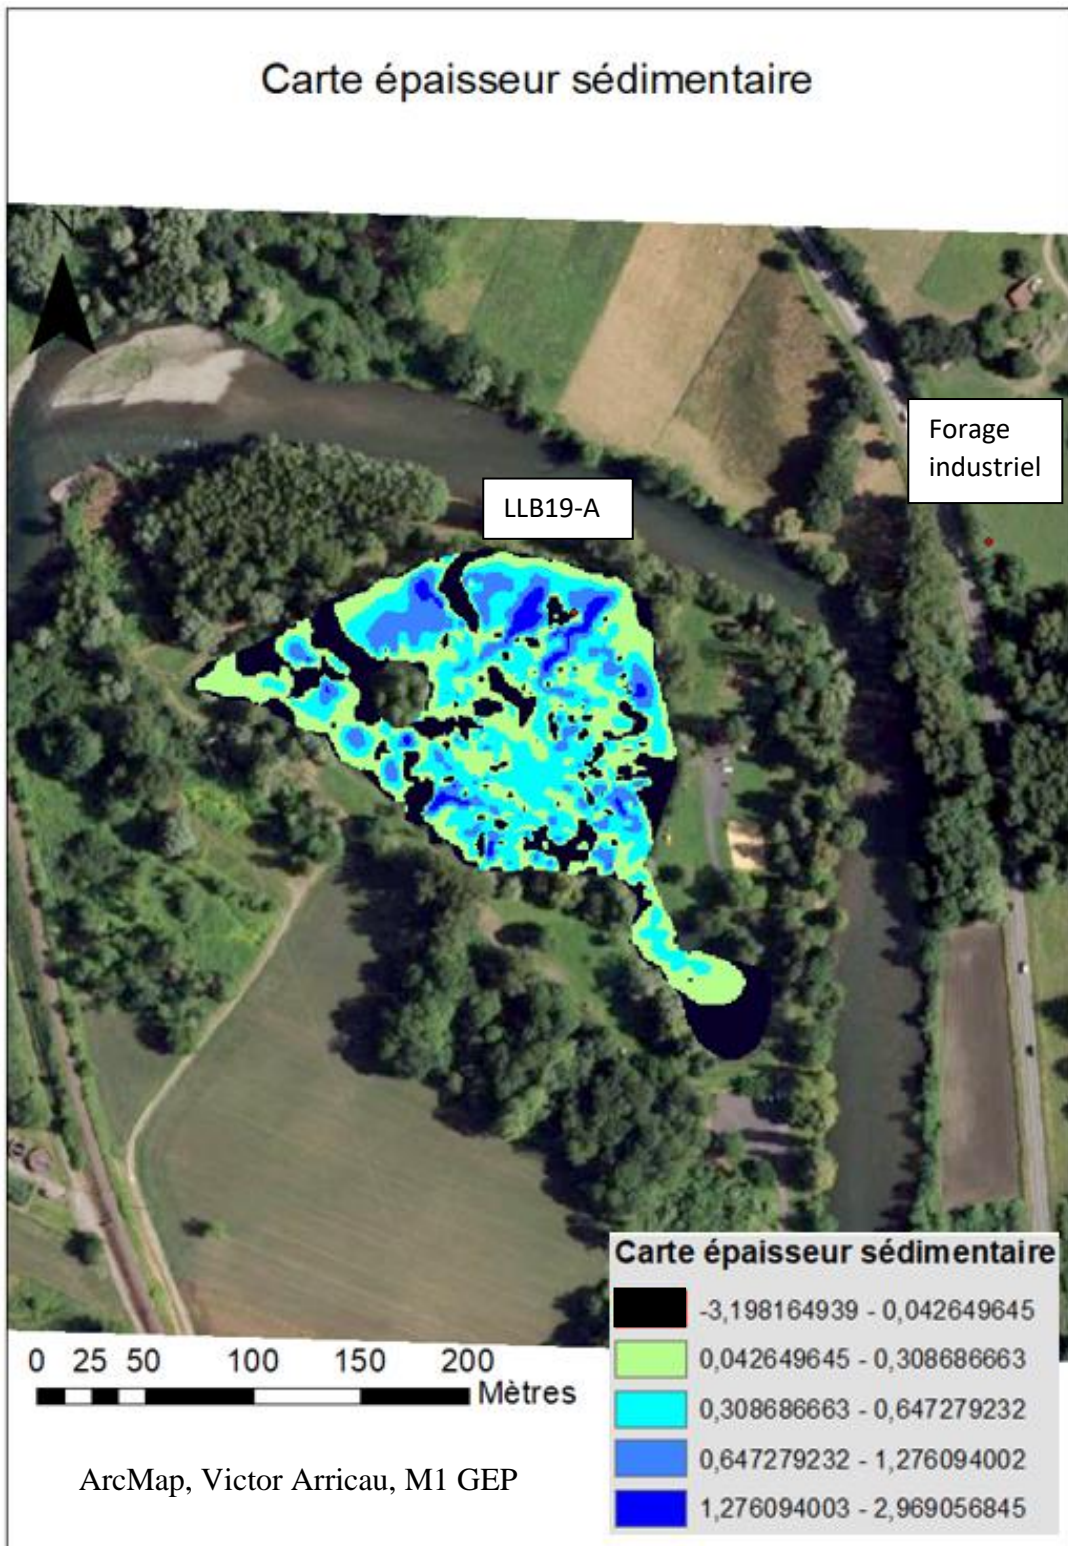 Carte épaisseur sédimentaire
N
Forage
industriel
LLB19-A
Carte épaisseur sédimentaire
-3,198164939 - 0,042649645
0,042649645 - 0,308686663
0,308686663 - 0,647279232
0,647279232 - 1,276094002
1,276094003 - 2,969056845
0 25 50 100 150 200
Mètres
ArcMap, Victor Arricau, M1 GEP